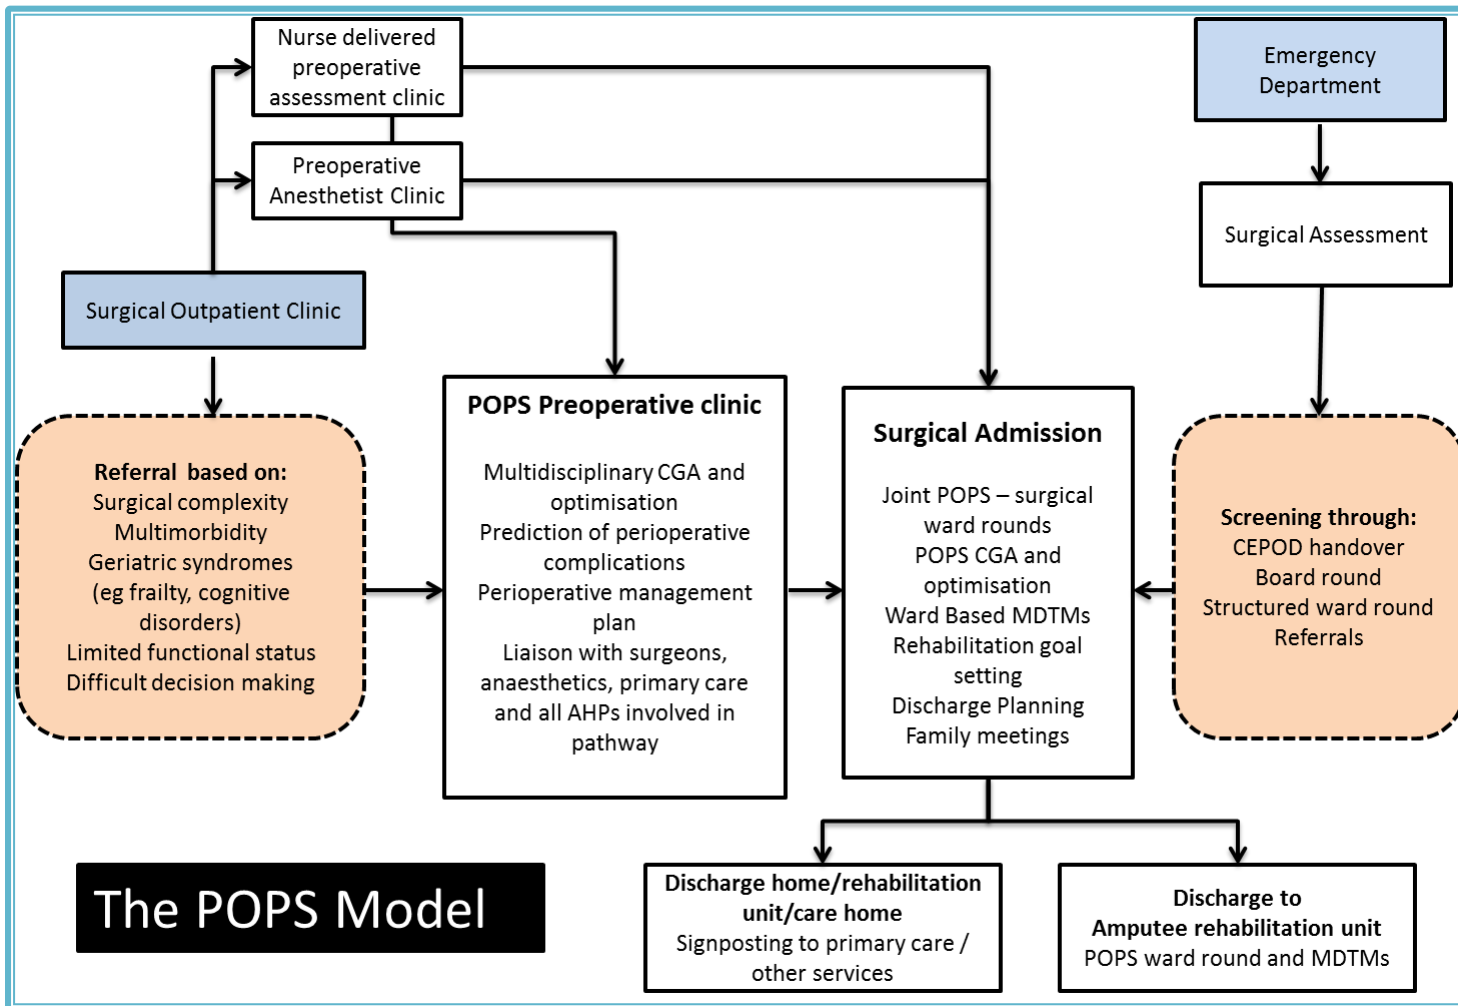 Nurse delivered
preoperative
assessment clinic
Preoperative
Anesthetist Clinic
Surgical Outpatient Clinic
Emergency
Department
Surgical Assessment
Referral based on:
Surgical complexity
Multimorbidity
Geriatric syndromes
(eg frailty, cognitive
disorders)
Limited functional status
Difficult decision making
POPS Preoperative clinic
Multidisciplinary CGA and
optimisation
Prediction of perioperative
complications
Perioperative management
plan
Liaison with surgeons,
anaesthetics, primary care
and all AHPs involved in
pathway
Surgical Admission
Joint POPS – surgical
ward rounds
POPS CGA and
optimisation
Ward Based MDTMs
Rehabilitation goal
setting
Discharge Planning
Family meetings
Screening through:
CEPOD handover
Board round
Structured ward round
Referrals
The POPS Model
Discharge home/rehabilitation
unit/care home
Signposting to primary care /
other services
Discharge to
Amputee rehabilitation unit
POPS ward round and MDTMs